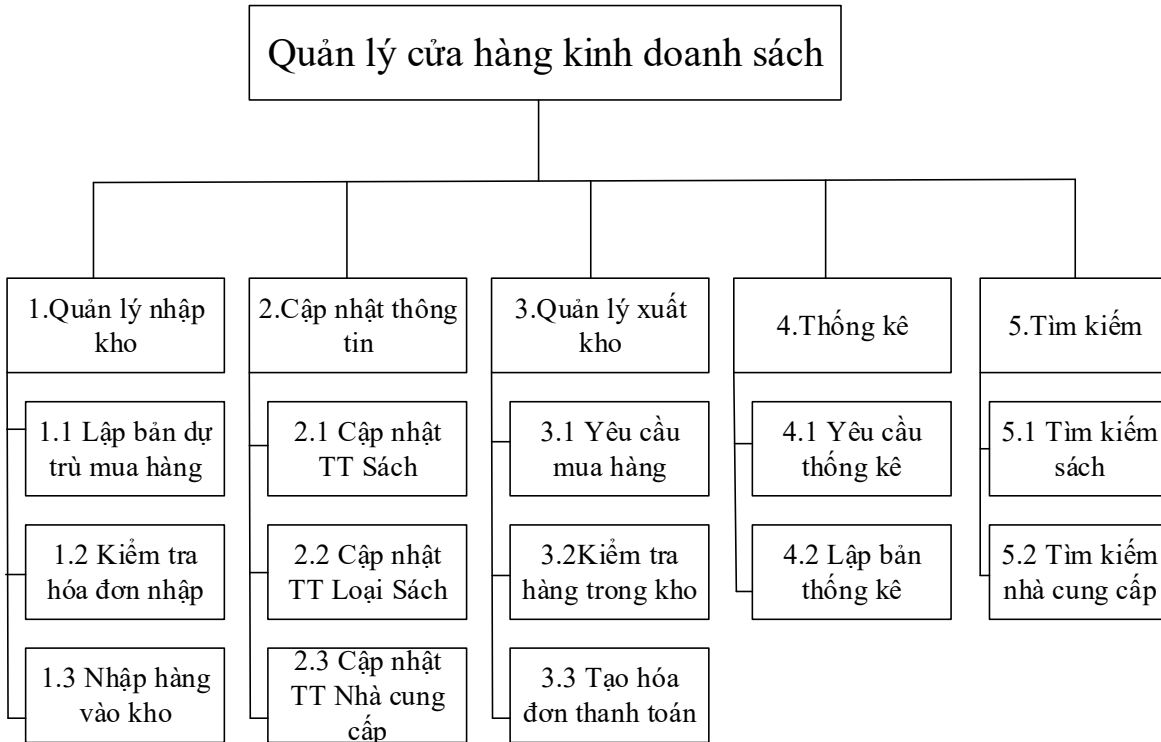 Quản lý cửa hàng kinh doanh sách
1.Quản lý nhập
kho
2.Cập nhật thông
tin
3.Quản lý xuất
kho
4.Thống kê
5.Tìm kiếm
1.1 Lập bản dự
trù mua hàng
2.1 Cập nhật
TT Sách
3.1 Yêu cầu
mua hàng
4.1 Yêu cầu
thống kê
5.1 Tìm kiếm
sách
1.2 Kiểm tra
hóa đơn nhập
2.2 Cập nhật
TT Loại Sách
3.2Kiểm tra
hàng trong kho
4.2 Lập bản
thống kê
5.2 Tìm kiếm
nhà cung cấp
1.3 Nhập hàng
vào kho
2.3 Cập nhật
TT Nhà cung
cấp
3.3 Tạo hóa
đơn thanh toán